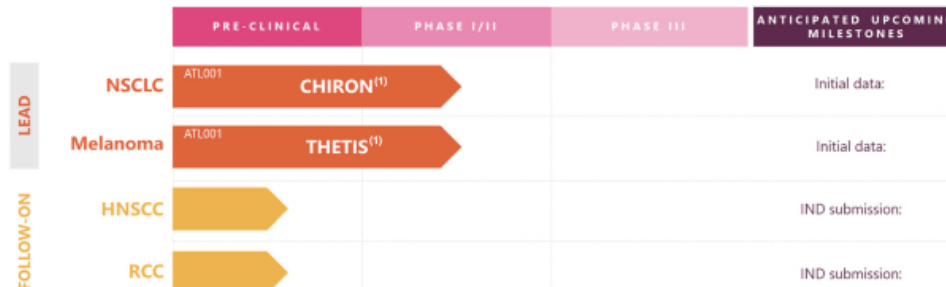 PRE-CLINICAL PHASE I/II PHASE III ANTICIPATED UPCOMIN
MILESTONES
LEAD
NSCLC ATL001 CHIRON(1) Initial data:
Melanoma ATL001 THETIS(1) Initial data:
FOLLOW-ON
HNSCC IND submission:
RCC IND submission: